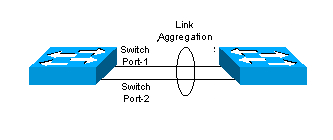 Link
Aggregation
Switch
Port-1
:
Switch
Port-2